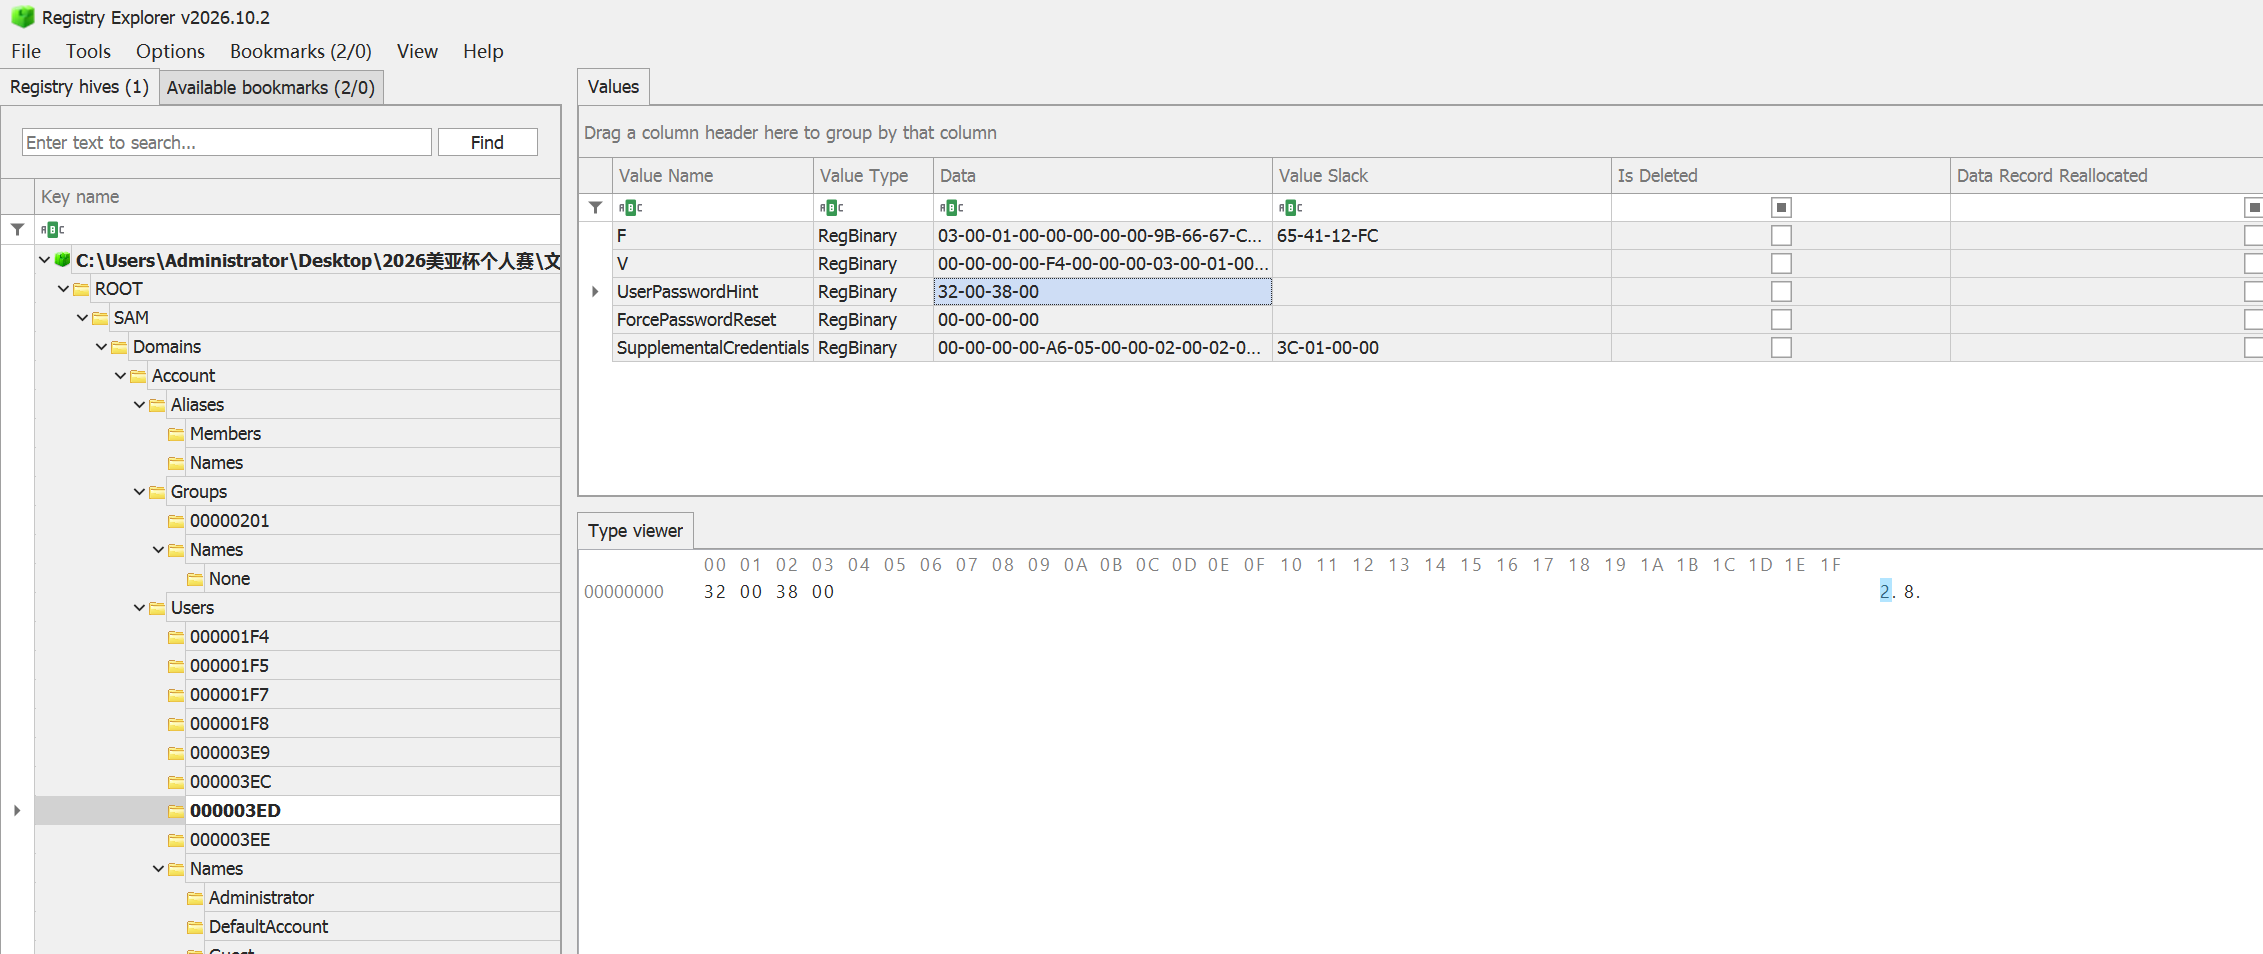 Registry Explorer v2026.10.2
File Tools Options Bookmarks (2/0) View Help
Registry hives (1) Available bookmarks (2/0)
Enter text to search... Find
Key name
ABC
C:\Users\Administrator\Desktop\2026美亚杯个人赛\文
ROOT
SAM
Domains
Account
Aliases
Members
Names
Groups
00000201
Names
None
Users
000001F4
000001F5
000001F7
000001F8
000003E9
000003EC
000003ED
000003EE
Names
Administrator
DefaultAccount
Guest
Values
Drag a column header here to group by that column
Value Name Value Type Data Value Slack Is Deleted Data Record Reallocated
ABC ABC ABC ABC
F RegBinary 03-00-01-00-00-00-00-00-9B-66-67-C... 65-41-12-FC
V RegBinary 00-00-00-00-F4-00-00-00-03-00-01-00...
UserPasswordHint RegBinary 32-00-38-00
ForcePasswordReset RegBinary 00-00-00-00
SupplementalCredentials RegBinary 00-00-00-00-A6-05-00-00-02-00-02-0... 3C-01-00-00
Type viewer
00 01 02 03 04 05 06 07 08 09 0A 0B 0C 0D 0E 0F 10 11 12 13 14 15 16 17 18 19 1A 1B 1C 1D 1E 1F
00000000 32 00 38 00 2. 8.